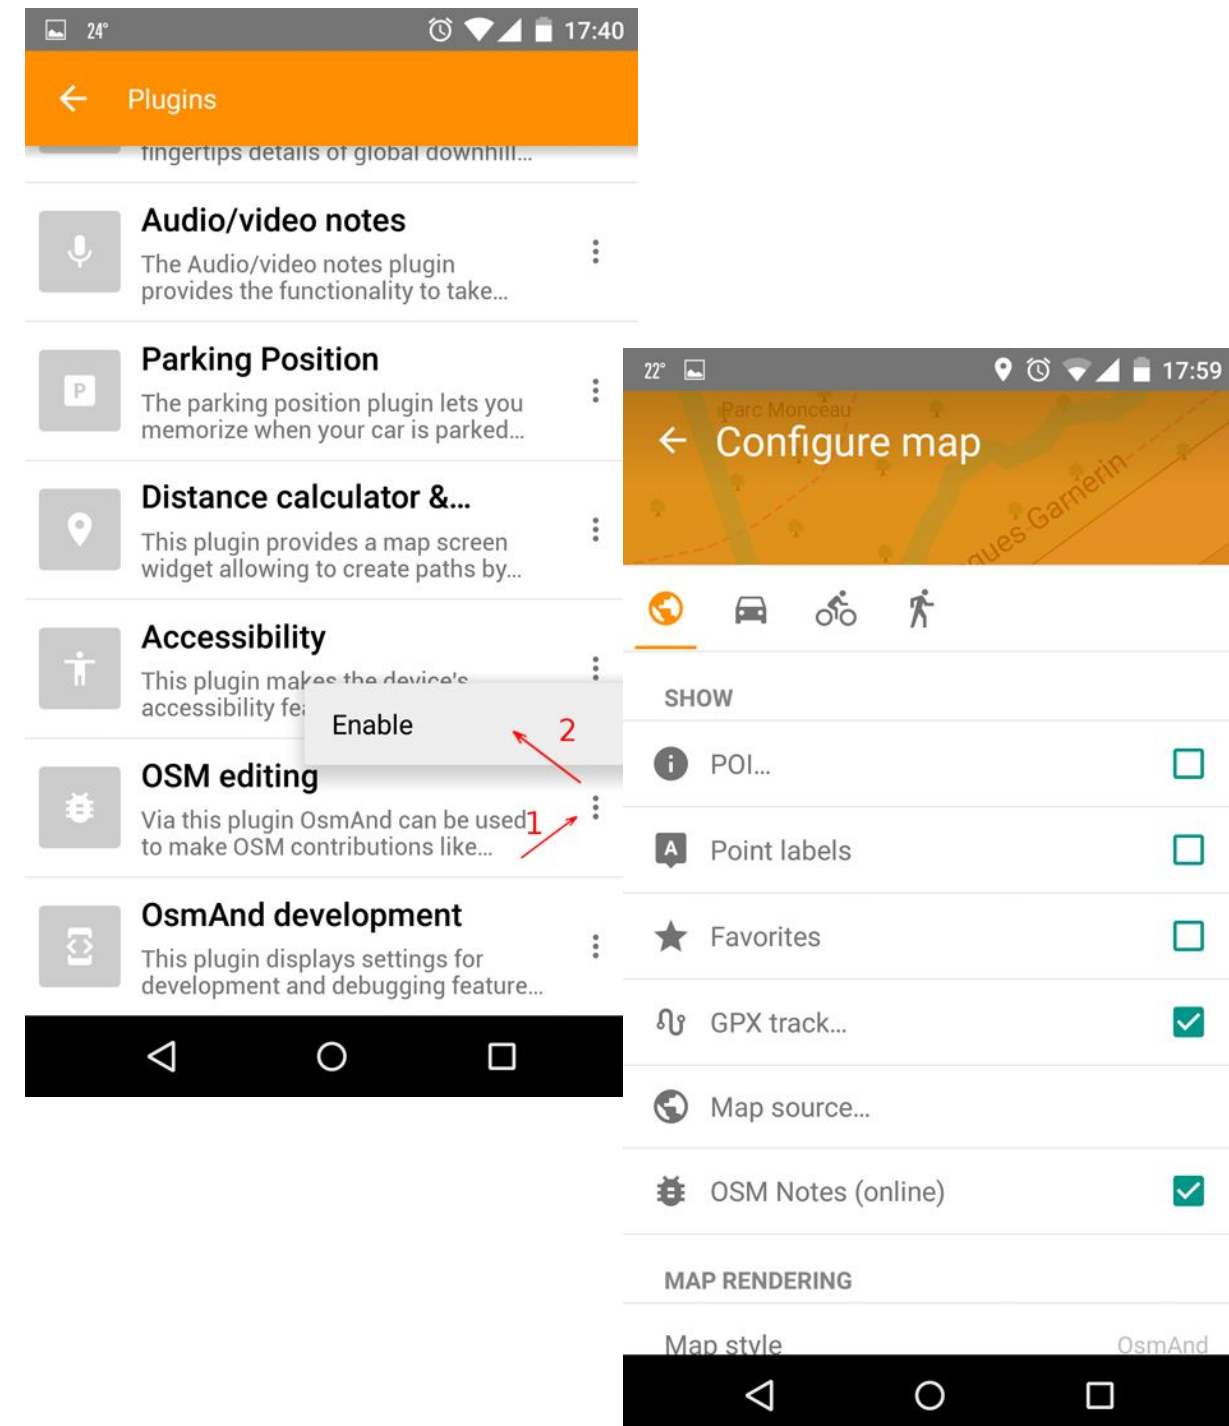 24°
17:40
Plugins
fingertips details of global downhill...
Audio/video notes
The Audio/video notes plugin
provides the functionality to take...
Parking Position
P
The parking position plugin lets you
memorize when your car is parked...
Distance calculator &...
This plugin provides a map screen
widget allowing to create paths by...
Accessibility
This plugin makes the device's
accessibility fea
Enable
2
OSM editing
Via this plugin OsmAnd can be used
1
to make OSM contributions like...
OsmAnd development
This plugin displays settings for
development and debugging feature...
22°
17:59
Parc Monceau
Configure map
ques-Garnerin
SHOW
POI...
A
Point labels
Favorites
GPX track...
Map source...
OSM Notes (online)
MAP RENDERING
Map style
OsmAnd